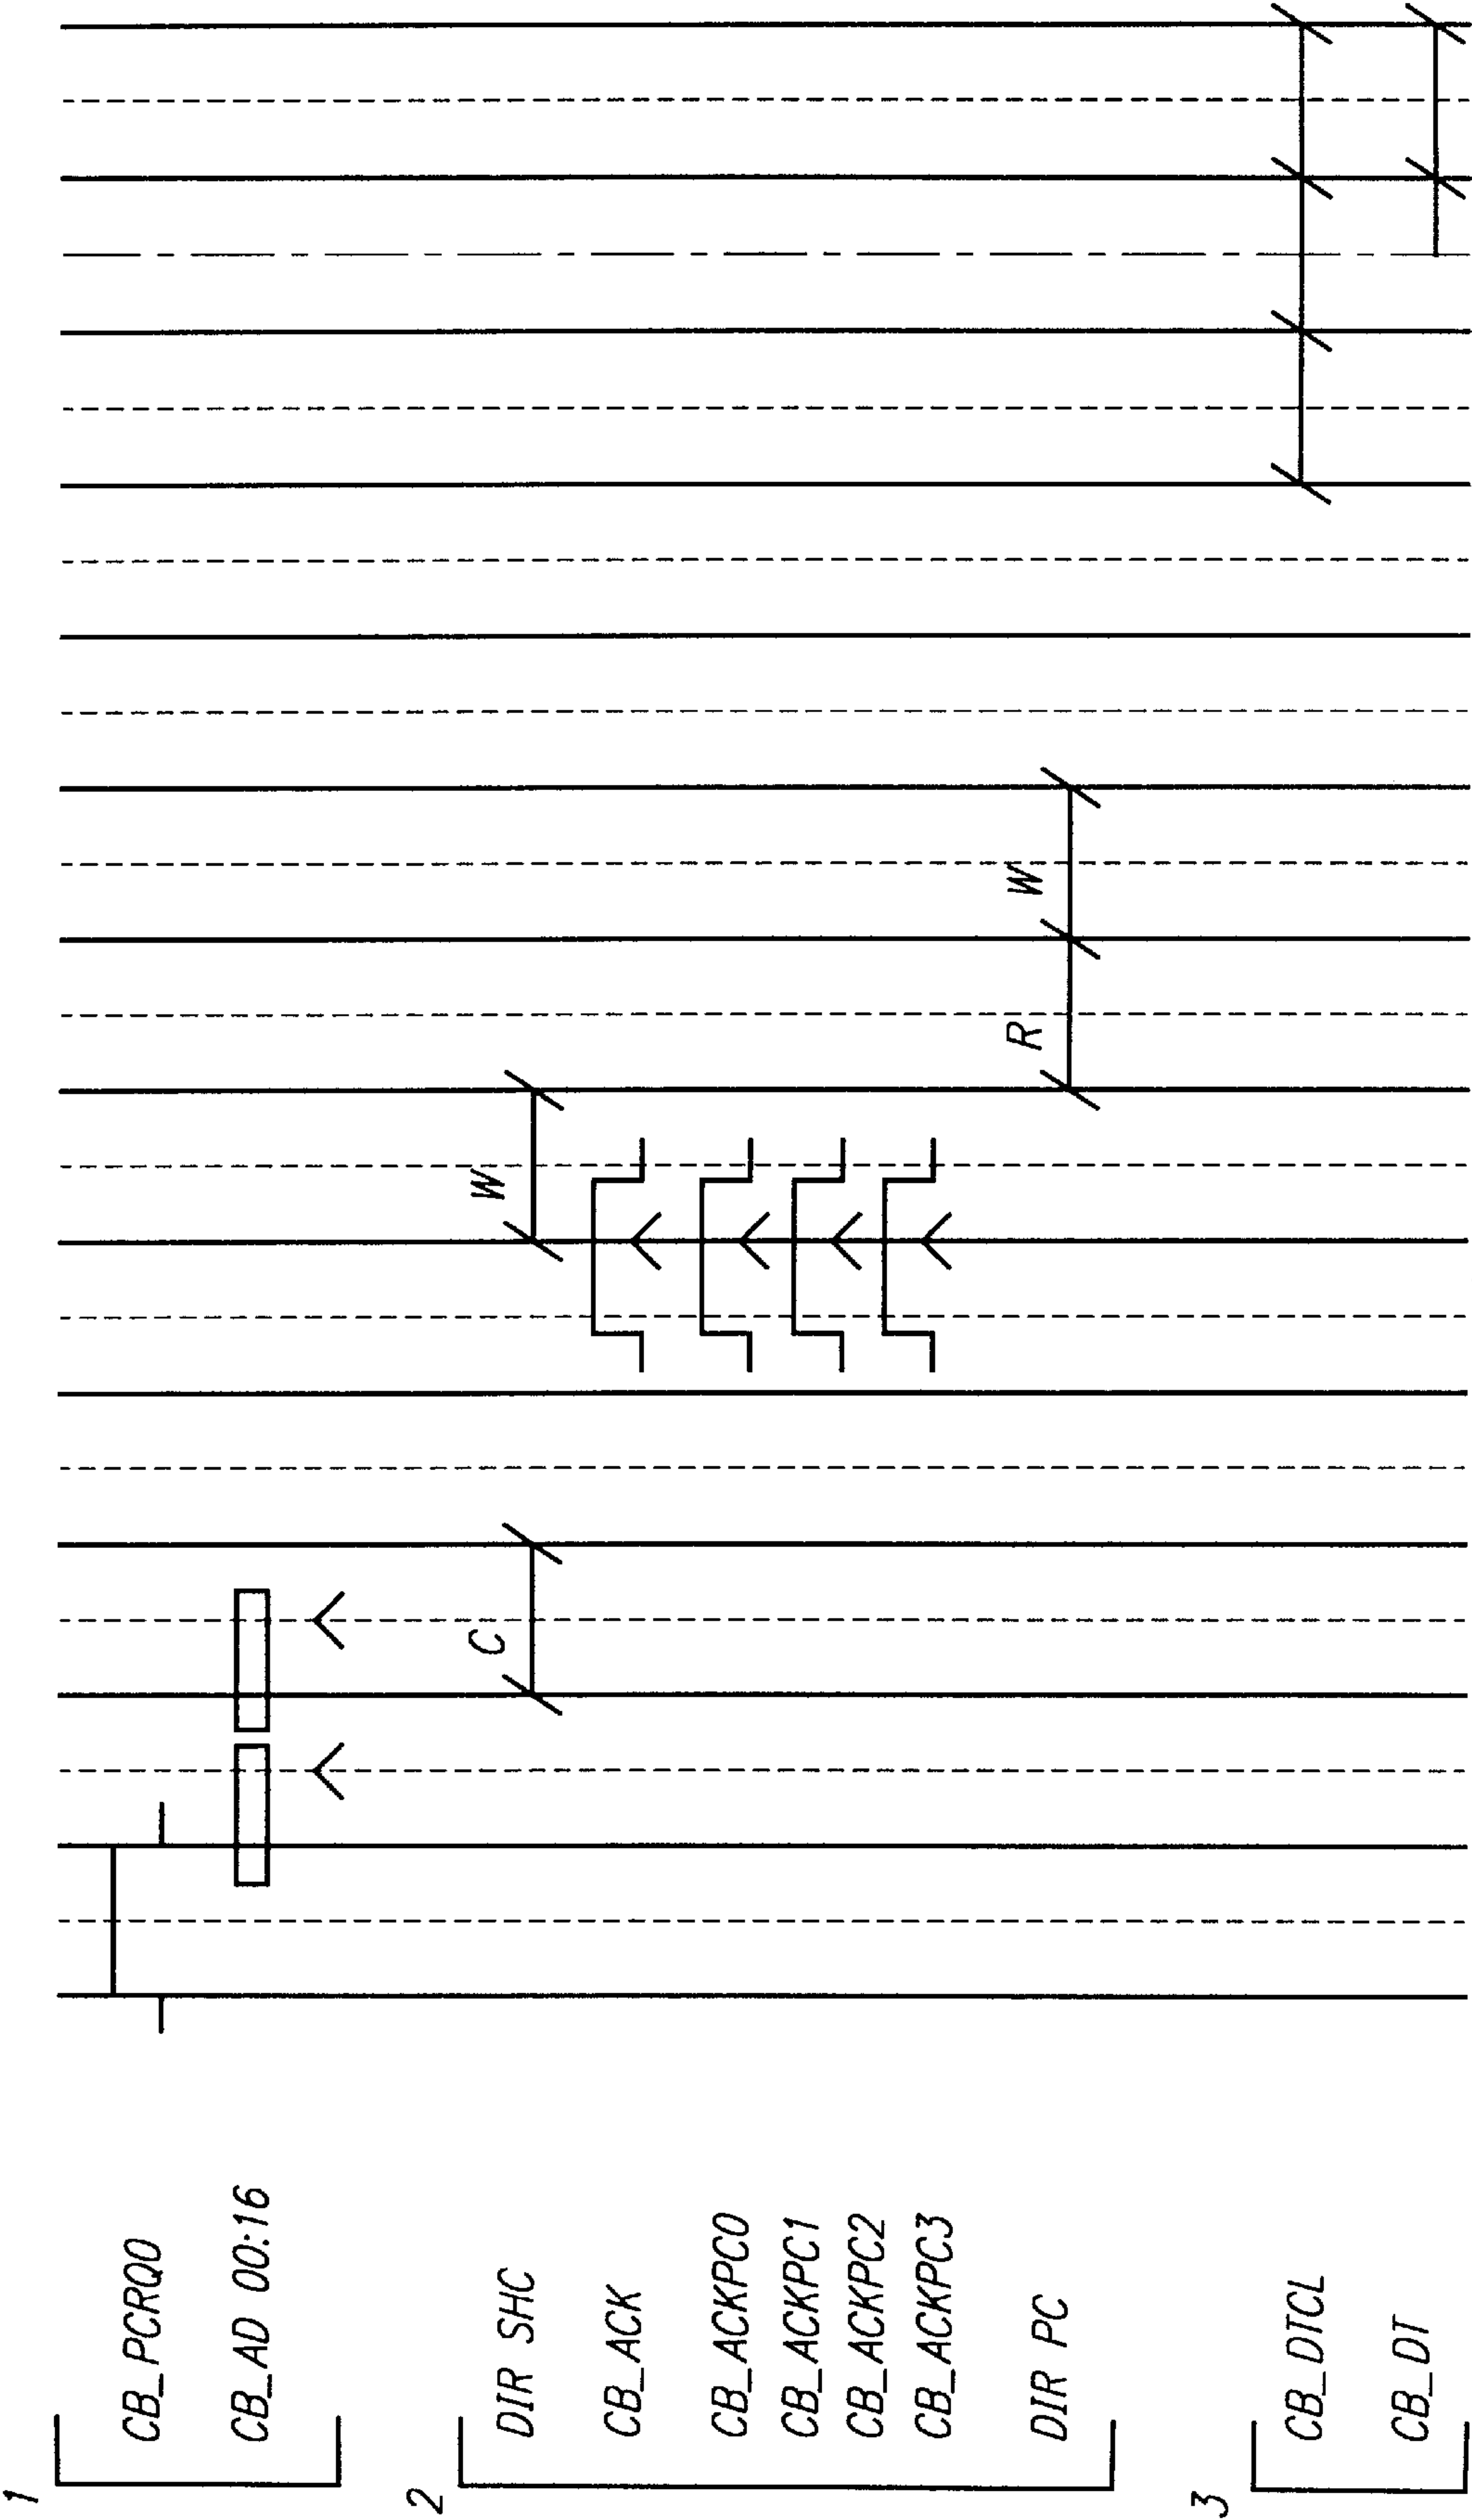 1
CB_PCRQ0
CB_AD 00:16
2
DIR SHC
C
W
CB_ACK
CB_ACKPC0
CB_ACKPC1
CB_ACKPC2
CB_ACKPC3
DIR PC
R
W
3
CB_DTCL
CB_DT